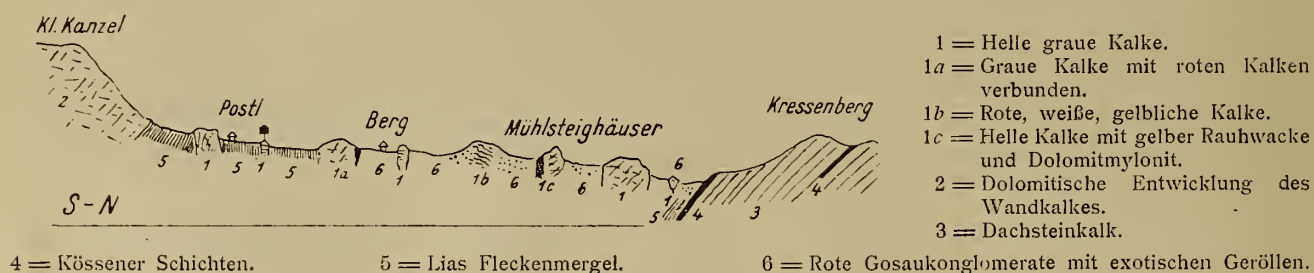 Kl. Kanzel
Postl
Berg
Mühlsteighäuser
Kressenberg
2
5
1
5
1
5
1a
6
1
6
1b
6
1c
6
1
6
5
1
4
3
4
S-N
1 = Helle graue Kalke.
1a = Graue Kalke mit roten Kalken
verbunden.
1b = Rote, weiße, gelbliche Kalke.
1c = Helle Kalke mit gelber Rauhwacke
und Dolomitmylonit.
2 = Dolomitische Entwicklung des
Wandkalkes.
3 = Dachsteinkalk.
4 = Kössener Schichten. 5 = Lias Fleckenmergel. 6 = Rote Gosaukonglomerate mit exotischen Geröllen.